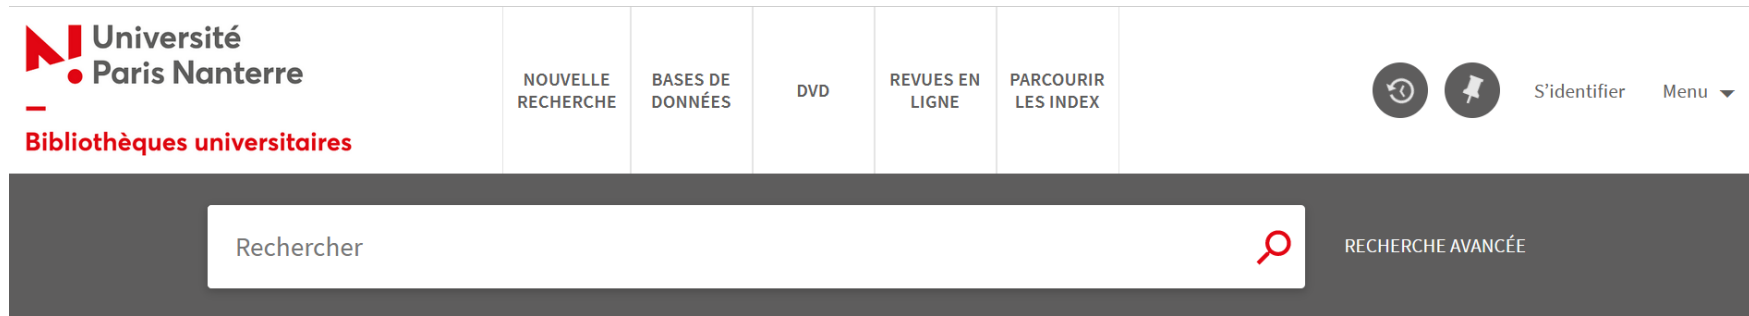 Université
Paris Nanterre
Bibliothèques universitaires
NOUVELLE
RECHERCHE
BASES DE
DONNÉES
DVD
REVUES EN
LIGNE
PARCOURIR
LES INDEX
S'identifier
Menu
Rechercher
RECHERCHE AVANCÉE